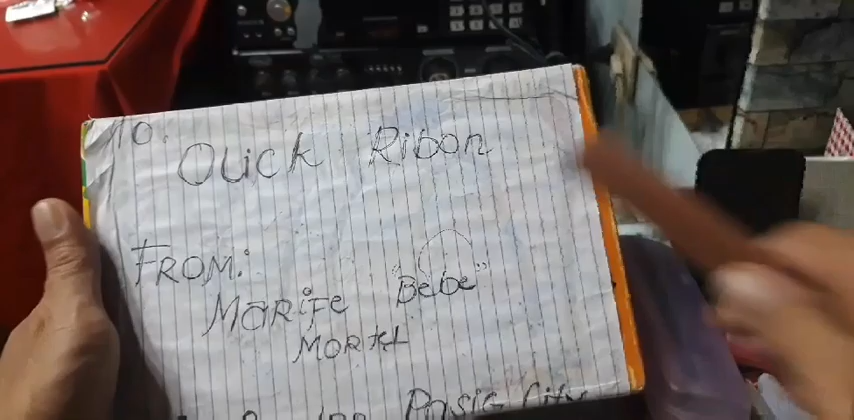 To:
Quick Ribon
FROM:
MARiFe "Bebe"
MORtel
Pasig City